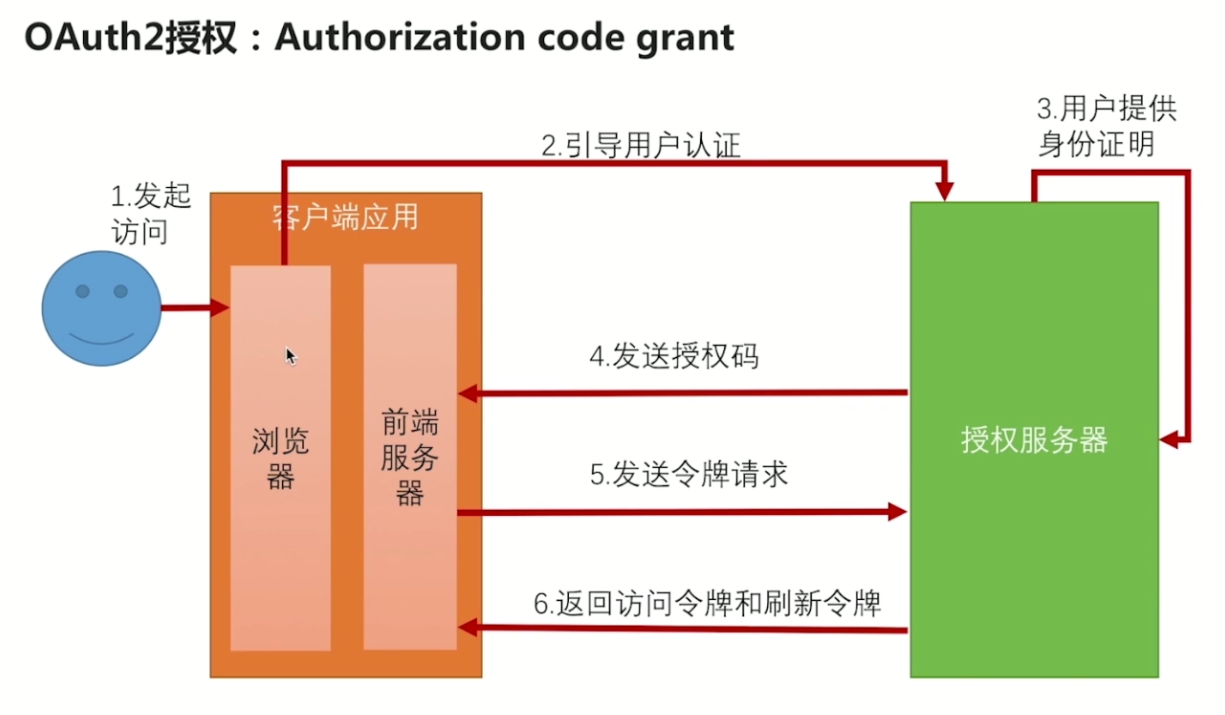 OAuth2授权：Authorization code grant
3.用户提供
身份证明
2.引导用户认证
1.发起
访问
客户端应用
4.发送授权码
浏览
器
前端
服务
器
授权服务器
5.发送令牌请求
6.返回访问令牌和刷新令牌